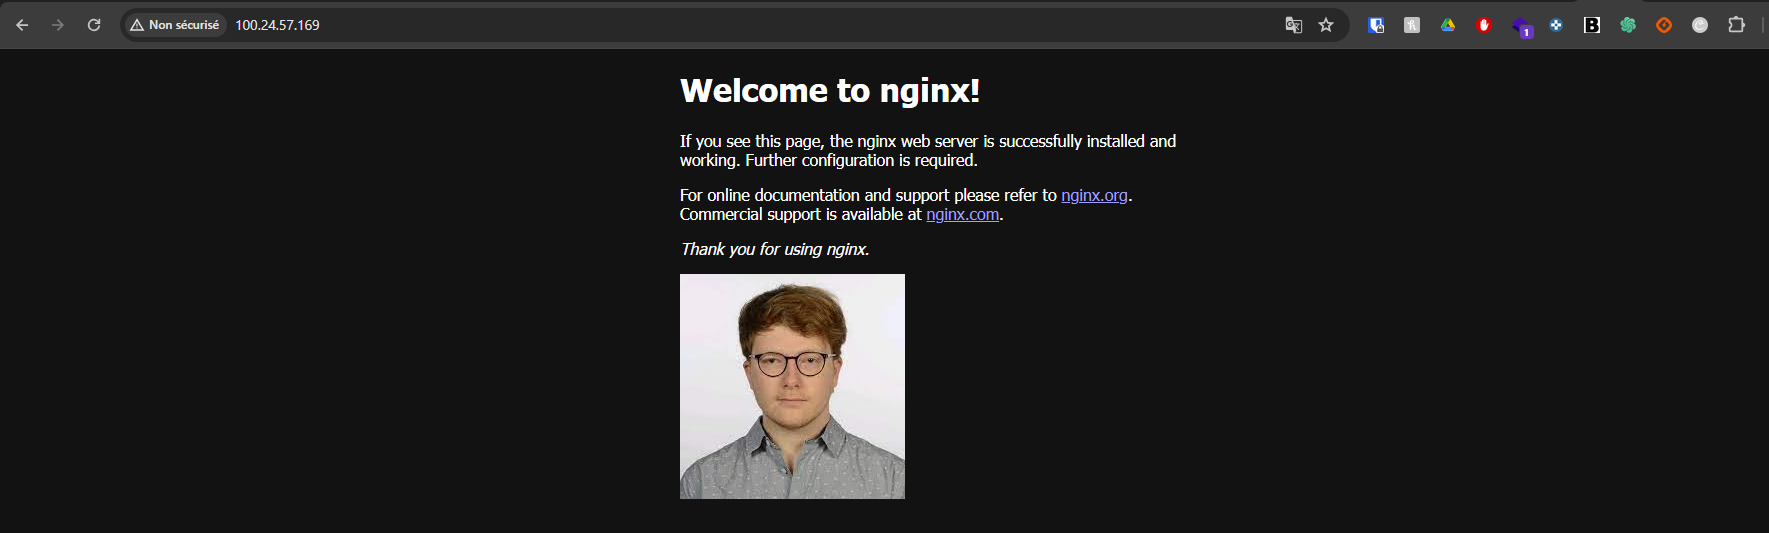 Non sécurisé 100.24.57.169
1
Welcome to nginx!
If you see this page, the nginx web server is successfully installed and
working. Further configuration is required.
For online documentation and support please refer to nginx.org.
Commercial support is available at nginx.com.
Thank you for using nginx.